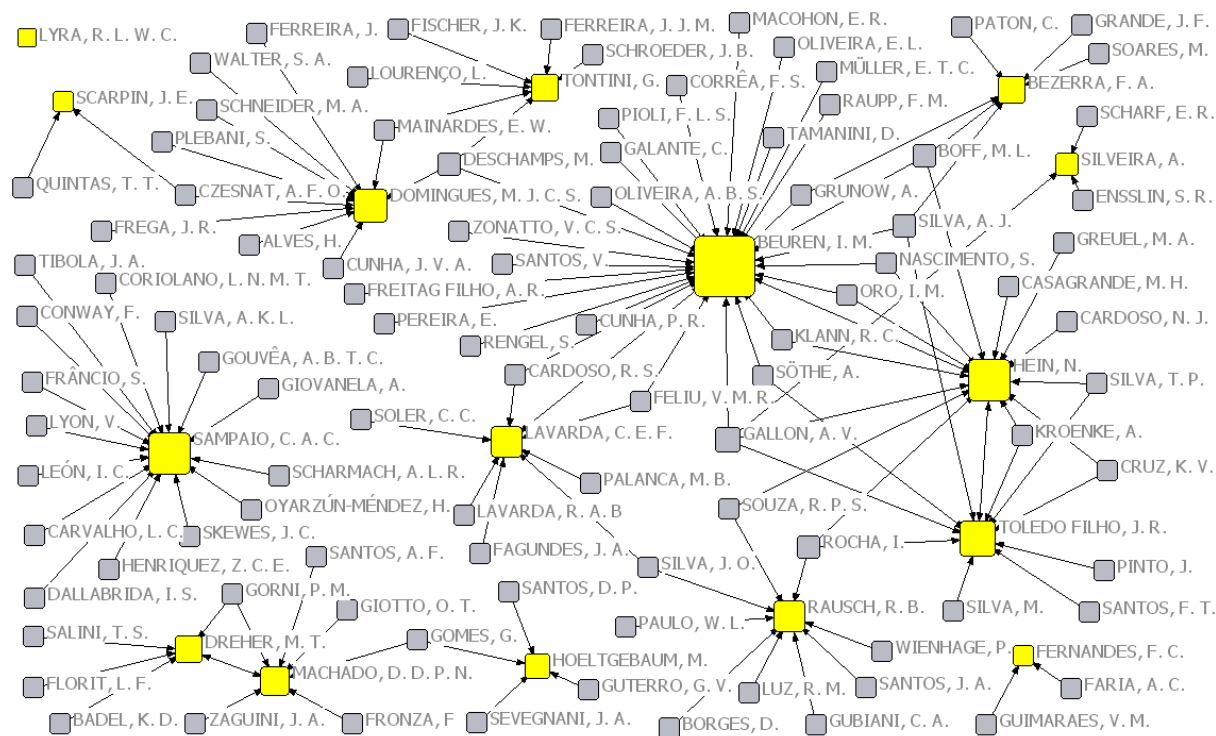 LYRA, R. L. W. C.
FERREIRA, J.
FISCHER, J. K.
FERREIRA, J. J. M.
MACOHON, E. R.
PATON, C.
GRANDE, J. F.
WALTER, S. A.
SCHROEDER, J. B.
OLIVEIRA, E. L.
SOARES, M.
LOURENÇO, L.
TONTINI, G.
CORRÊA, F. S.
MÜLLER, E. T. C.
BEZERRA, F. A.
SCARPIN, J. E.
SCHNEIDER, M. A.
PIOLI, F. L. S.
RAUPP, F. M.
SCHARF, E. R.
MAINARDES, E. W.
TAMANINI, D.
PLEBANI, S.
GALANTE, C.
BOFF, M. L.
DESCHAMPS, M.
SILVEIRA, A.
QUINTAS, T. T.
CZESNAT, A. F. O.
DOMINGUES, M. J. C. S.
OLIVEIRA, A. B. S.
GRUNOW, A.
ENSSLIN, S. R.
FREGA, J. R.
ZONATTO, V. C. S.
SILVA, A. J.
ALVES, H.
BEUREN, I. M.
GREUEL, M. A.
TIBOLA, J. A.
CUNHA, J. V. A.
SANTOS, V.
NASCIMENTO, S.
CORIOLANO, L. N. M. T.
FREITAG FILHO, A. R.
ORO, I. M.
CASAGRANDE, M. H.
CONWAY, F.
SILVA, A. K. L.
PEREIRA, E.
CUNHA, P. R.
CARDOSO, N. J.
RENGEL, S.
KLANN, R. C.
GOUVÊA, A. B. T. C.
CARDOSO, R. S.
SÖTHE, A.
HEIN, N.
FRÂNCIO, S.
GIOVANELA, A.
SILVA, T. P.
FELIU, V. M. R.
LYON, V.
SOLER, C. C.
SAMPAIO, C. A. C.
LAVARDA, C. E. F.
GALLON, A. V.
KROENKE, A.
LEÓN, I. C.
SCHARMACH, A. L. R.
PALANCA, M. B.
CRUZ, K. V.
OYARZÚN-MÉNDEZ, H.
SOUZA, R. P. S.
LAVARDA, R. A. B
CARVALHO, L. C.
SKEWES, J. C.
TOLEDO FILHO, J. R.
FAGUNDES, J. A.
ROCHA, I.
HENRIQUEZ, Z. C. E.
SANTOS, A. F.
SILVA, J. O.
PINTO, J.
DALLABRIDA, I. S.
GORNI, P. M.
SANTOS, D. P.
GIOTTO, O. T.
RAUSCH, R. B.
SILVA, M.
SANTOS, F. T.
SALINI, T. S.
DREHER, M. T.
GOMES, G.
PAULO, W. L.
WIENHAGE, P.
FERNANDES, F. C.
HOELTGEBAUM, M.
MACHADO, D. D. P. N.
FLORIT, L. F.
GUTERRO, G. V.
LUZ, R. M.
SANTOS, J. A.
FARIA, A. C.
BADEL, K. D.
ZAGUINI, J. A.
FRONZA, F
SEVEGNANI, J. A.
BORGES, D.
GUBIANI, C. A.
GUIMARAES, V. M.